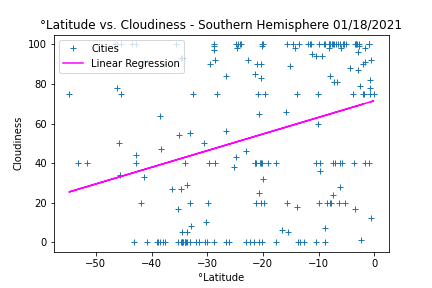 °Latitude vs. Cloudiness - Southern Hemisphere 01/18/2021
Cities
Linear Regression
Cloudiness
100
80
60
40
20
0
−50
−40
−30
−20
−10
0
°Latitude